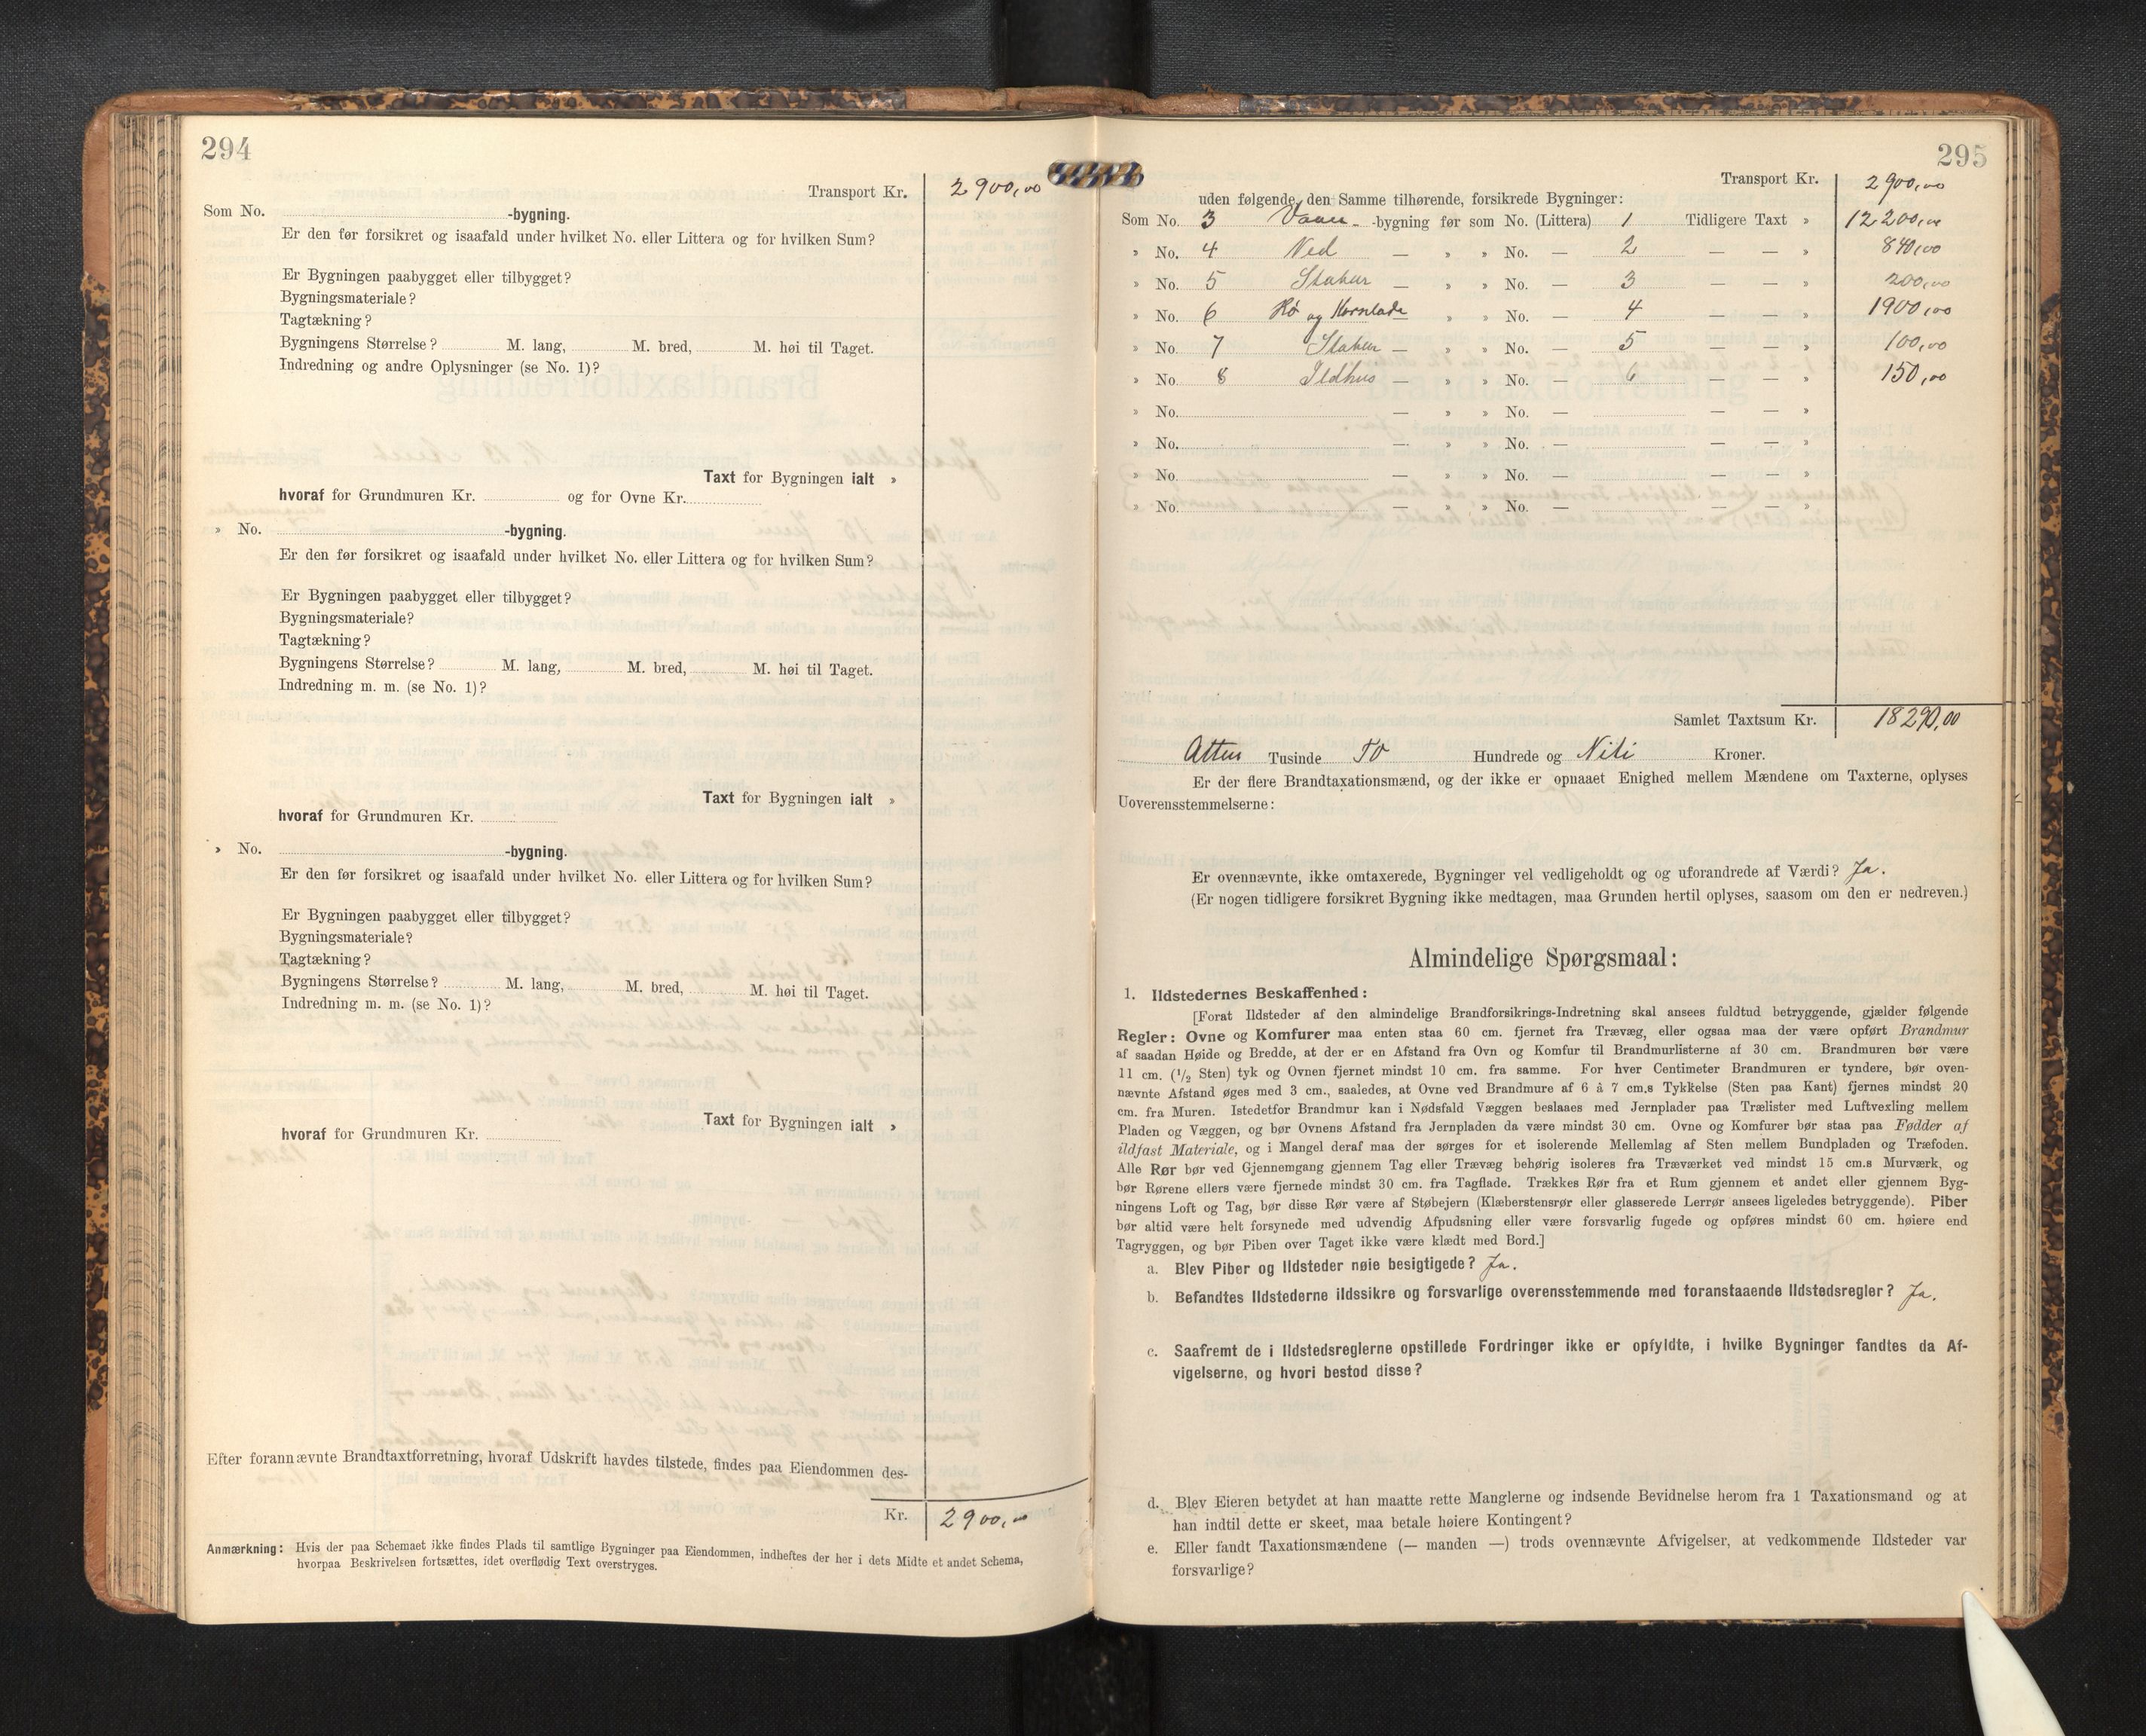 294
Transport Kr. 2900,00
Som No. -bygning.
Er den før forsikret og isaafald under hvilket No. eller Littera og for hvilken Sum?
Er Bygningen paabygget eller tilbygget?
Bygningsmateriale?
Tagtækning?
Bygningens Størrelse? M. lang, M. bred, M. høi til Taget.
Indredning og andre Oplysninger (se No. 1)?
Taxt for Bygningen ialt »
hvoraf for Grundmuren Kr. og for Ovne Kr.
» No. -bygning.
Er den før forsikret og isaafald under hvilket No. eller Littera og for hvilken Sum?
Er Bygningen paabygget eller tilbygget?
Bygningsmateriale?
Tagtækning?
Bygningens Størrelse? M. lang, M. bred, M. høi til Taget.
Indredning m. m. (se No. 1)?
Taxt for Bygningen ialt »
hvoraf for Grundmuren Kr.
» No. -bygning.
Er den før forsikret og isaafald under hvilket No. eller Littera og for hvilken Sum?
Er Bygningen paabygget eller tilbygget?
Bygningsmateriale?
Tagtækning?
Bygningens Størrelse? M. lang, M. bred, M. høi til Taget.
Indredning m. m. (se No. 1)?
Taxt for Bygningen ialt »
hvoraf for Grundmuren Kr.
Efter forannævnte Brandtaxtforretning, hvoraf Udskrift havdes tilstede, findes paa Eiendommen des-
Kr. 2900,00
Anmærkning: Hvis der paa Schemaet ikke findes Plads til samtlige Bygninger paa Eiendommen, indheftes der her i dets Midte et andet Schema,
hvorpaa Beskrivelsen fortsættes, idet overflødig Text overstryges.
295
Transport Kr. 2900,00
uden følgende, den Samme tilhørende, forsikrede Bygninger:
Som No. 3 Vaan- -bygning før som No. (Littera) 1 Tidligere Taxt » 12200,00
» No. 4 Ned — » » No. — 2 — — » 840,00
» No. 5 Stabur — » » No. — 3 — — » 200,00
» No. 6 Hø og Kornlade — » » No. — 4 — — » 1900,00
» No. 7 Stabur — » » No. — 5 — — » 100,00
» No. 8 Ildhus — » » No. — 6 — — » 150,00
» No. — » » No. — — — »
» No. — » » No. — — — »
» No. — » » No. — — — »
» No. — » » No. — — — »
Samlet Taxtsum Kr. 18290,00
Atten Tusinde To Hundrede og Niti Kroner.
Er der flere Brandtaxationsmænd, og der ikke er opnaaet Enighed mellem Mændene om Taxterne, oplyses
Uoverensstemmelserne:
Er ovennævnte, ikke omtaxerede, Bygninger vel vedligeholdt og og uforandrede af Værdi? Ja.
(Er nogen tidligere forsikret Bygning ikke medtagen, maa Grunden hertil oplyses, saasom om den er nedreven.)
Almindelige Spørgsmaal:
1. Ildstedernes Beskaffenhed:
[Forat Ildsteder af den almindelige Brandforsikrings-Indretning skal ansees fuldtud betryggende, gjælder følgende
Regler: Ovne og Komfurer maa enten staa 60 cm. fjernet fra Trævæg, eller ogsaa maa der være opført Brandmur
af saadan Høide og Bredde, at der er en Afstand fra Ovn og Komfur til Brandmurlisterne af 30 cm. Brandmuren bør være
11 cm. (1/2 Sten) tyk og Ovnen fjernet mindst 10 cm. fra samme. For hver Centimeter Brandmuren er tyndere, bør oven-
nævnte Afstand øges med 3 cm., saaledes, at Ovne ved Brandmure af 6 à 7 cm.s Tykkelse (Sten paa Kant) fjernes mindst 20
cm. fra Muren. Istedetfor Brandmur kan i Nødsfald Væggen beslaaes med Jernplader paa Trælister med Luftvexling mellem
Pladen og Væggen, og bør Ovnens Afstand fra Jernpladen da være mindst 30 cm. Ovne og Komfurer bør staa paa Fødder af
ildfast Materiale, og i Mangel deraf maa der sørges for et isolerende Mellemlag af Sten mellem Bundpladen og Træfoden.
Alle Rør bør ved Gjennemgang gjennem Tag eller Trævæg behørig isoleres fra Træværket ved mindst 15 cm.s Murværk, og
bør Rørene ellers være fjernede mindst 30 cm. fra Tagflade. Trækkes Rør fra et Rum gjennem et andet eller gjennem Byg-
ningens Loft og Tag, bør disse Rør være af Støbejern (Klæberstensrør eller glasserede Lerrør ansees ligeledes betryggende). Piber
bør altid være helt forsynede med udvendig Afpudsning eller være forsvarlig fugede og opføres mindst 60 cm. høiere end
Tagryggen, og bør Piben over Taget ikke være klædt med Bord.]
a. Blev Piber og Ildsteder nøie besigtigede? Ja.
b. Befandtes Ildstederne ildssikre og forsvarlige overensstemmende med foranstaaende Ildstedsregler? Ja.
c. Saafremt de i Ildstedsreglerne opstillede Fordringer ikke er opfyldte, i hvilke Bygninger fandtes da Af-
vigelserne, og hvori bestod disse?
d. Blev Eieren betydet at han maatte rette Manglerne og indsende Bevidnelse herom fra 1 Taxationsmand og at
han indtil dette er skeet, maa betale høiere Kontingent?
e. Eller fandt Taxationsmændene (— manden —) trods ovennævnte Afvigelser, at vedkommende Ildsteder var
forsvarlige?